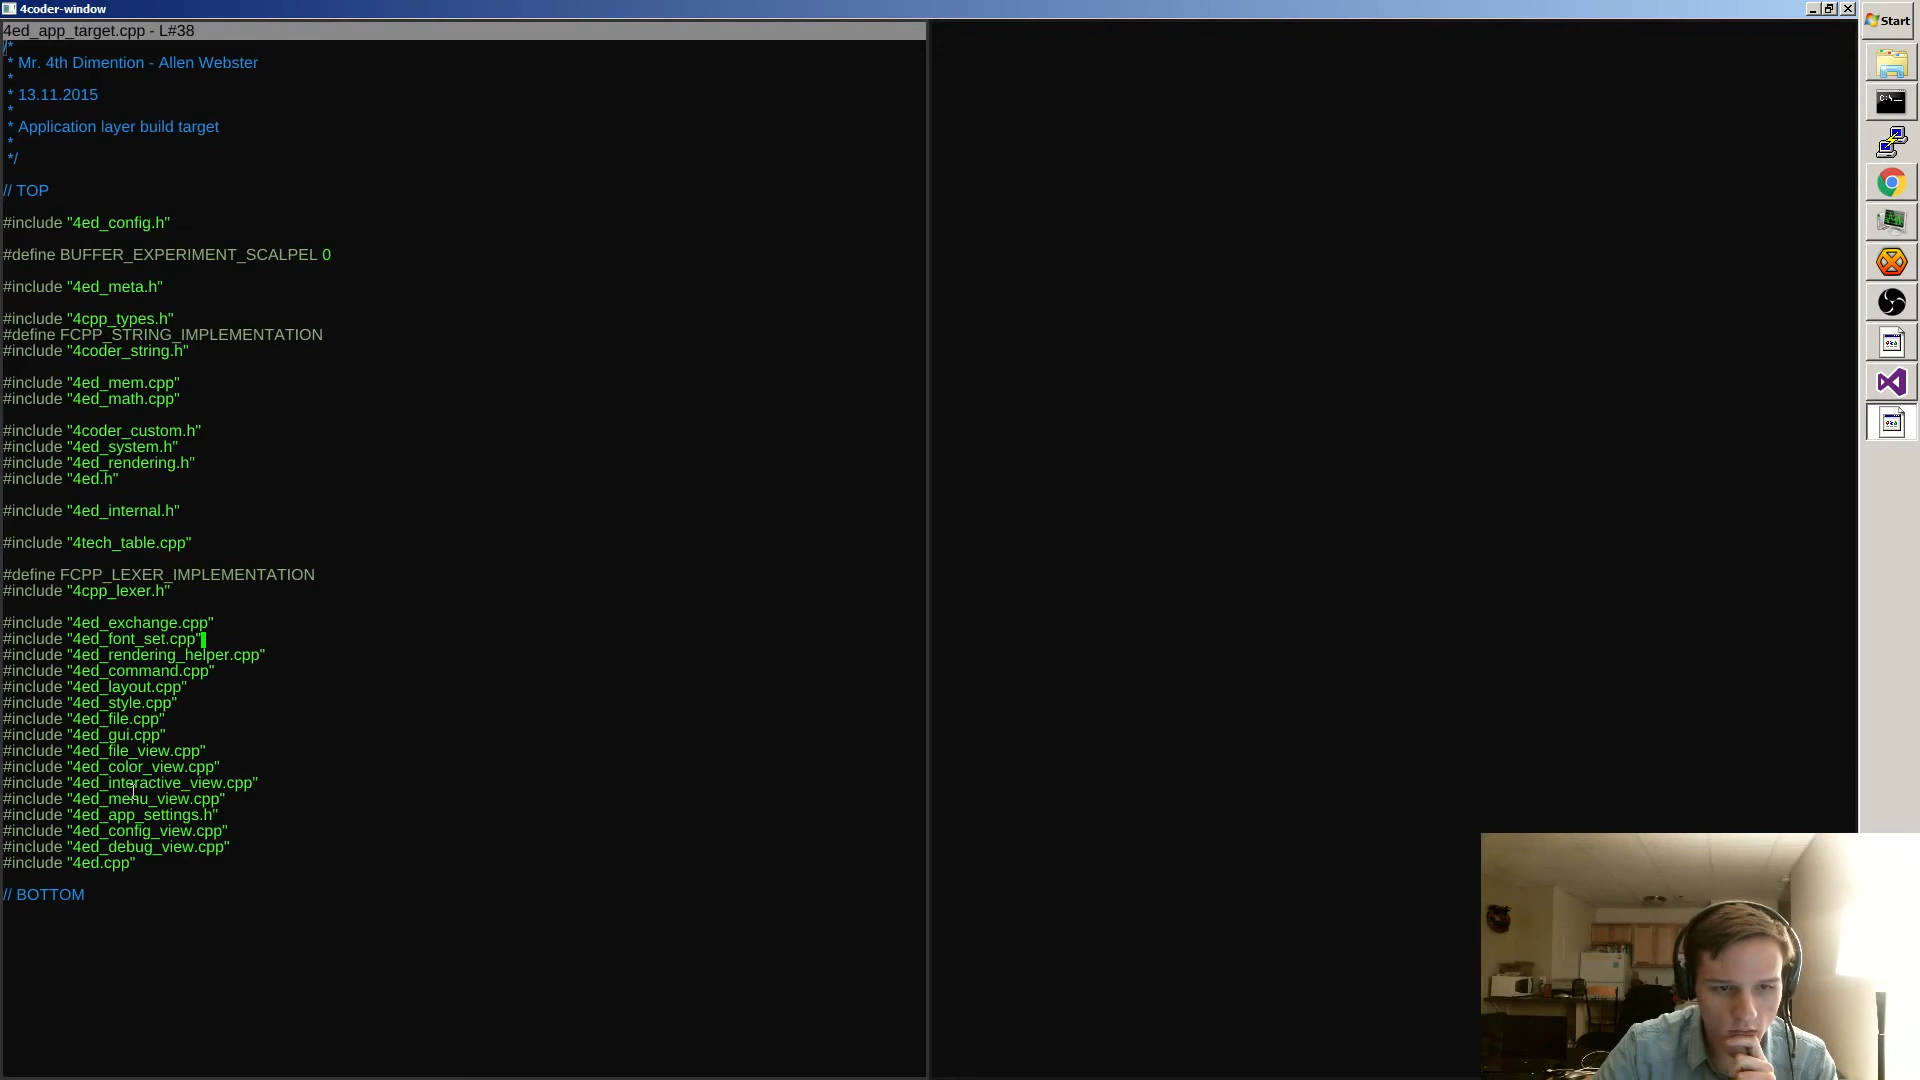 4coder-window
Start
4ed_app_target.cpp - L#38
/*
* Mr. 4th Dimention - Allen Webster
*
* 13.11.2015
*
* Application layer build target
*
*/
// TOP
#include "4ed_config.h"
#define BUFFER_EXPERIMENT_SCALPEL 0
#include "4ed_meta.h"
#include "4cpp_types.h"
#define FCPP_STRING_IMPLEMENTATION
#include "4coder_string.h"
#include "4ed_mem.cpp"
#include "4ed_math.cpp"
#include "4coder_custom.h"
#include "4ed_system.h"
#include "4ed_rendering.h"
#include "4ed.h"
#include "4ed_internal.h"
#include "4tech_table.cpp"
#define FCPP_LEXER_IMPLEMENTATION
#include "4cpp_lexer.h"
#include "4ed_exchange.cpp"
#include "4ed_font_set.cpp"
#include "4ed_rendering_helper.cpp"
#include "4ed_command.cpp"
#include "4ed_layout.cpp"
#include "4ed_style.cpp"
#include "4ed_file.cpp"
#include "4ed_gui.cpp"
#include "4ed_file_view.cpp"
#include "4ed_color_view.cpp"
#include "4ed_interactive_view.cpp"
#include "4ed_menu_view.cpp"
#include "4ed_app_settings.h"
#include "4ed_config_view.cpp"
#include "4ed_debug_view.cpp"
#include "4ed.cpp"
// BOTTOM